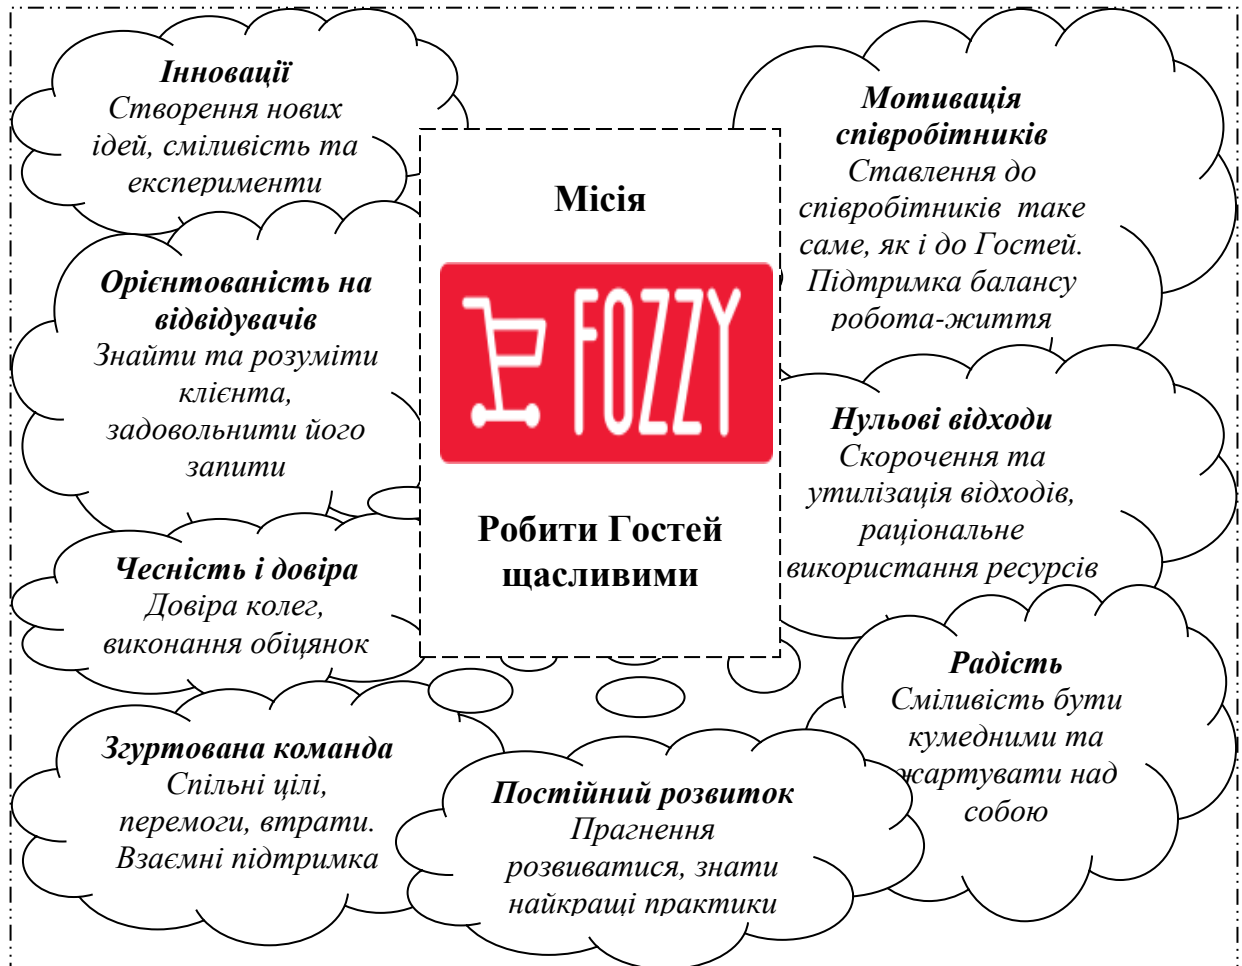 Інновації
Створення нових
ідей, сміливість та
експерименти
Орієнтованість на
відвідувачів
Знайти та розуміти
клієнта,
задовольнити його
запити
Чесність і довіра
Довіра колег,
виконання обіцянок
Згуртована команда
Спільні цілі,
перемоги, втрати.
Взаємні підтримка
Місія
FOZZY
Робити Гостей
щасливими
Мотивація
співробітників
Ставлення до
співробітників таке
саме, як і до Гостей.
Підтримка балансу
робота-життя
Нульові відходи
Скорочення та
утилізація відходів,
раціональне
використання ресурсів
Радість
Сміливість бути
кумедними та
жартувати над
собою
Постійний розвиток
Прагнення
розвиватися, знати
найкращі практики